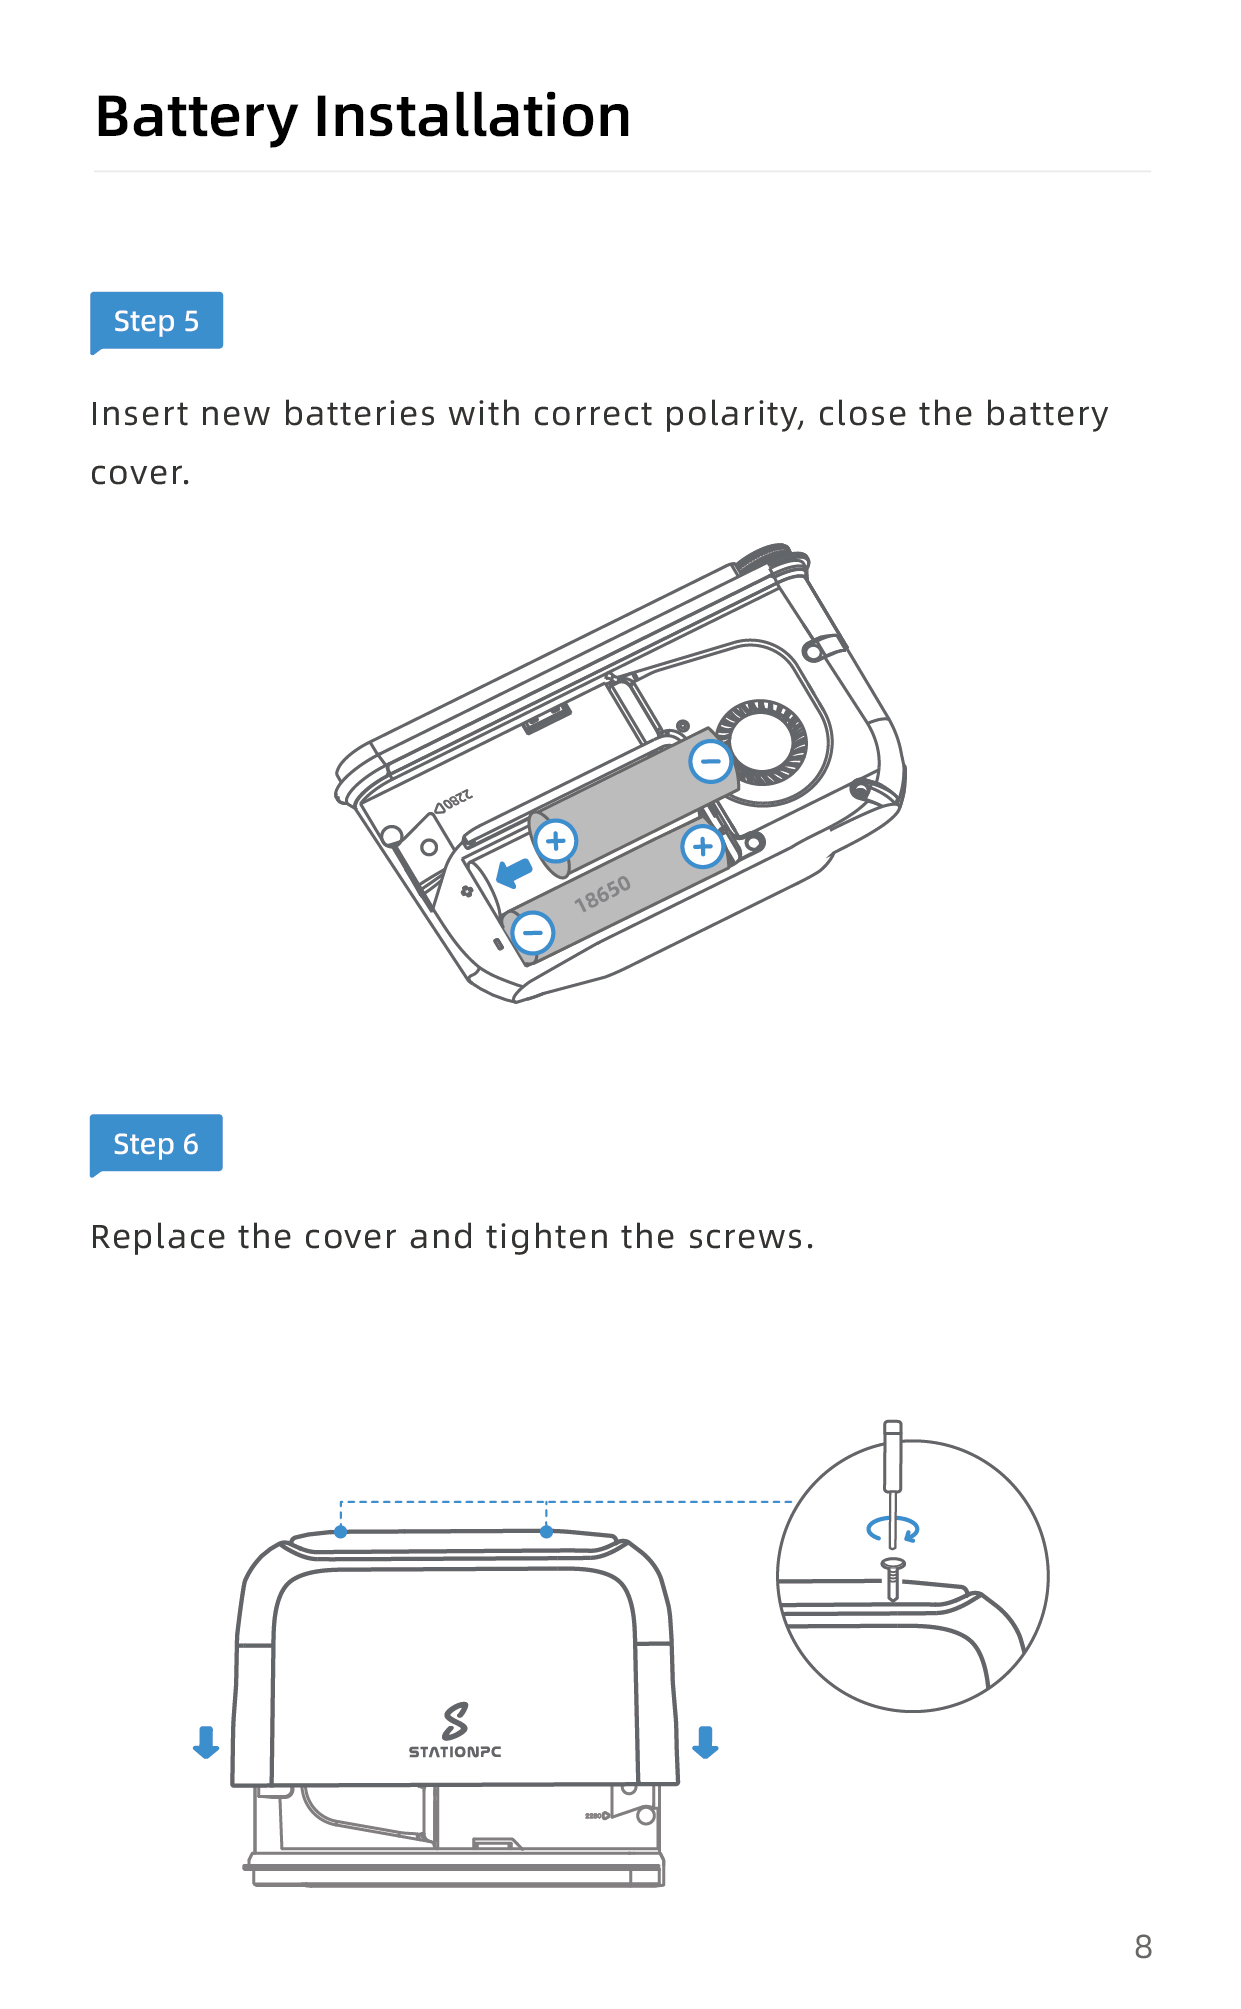 Battery Installation
Step 5
Insert new batteries with correct polarity, close the battery
cover.
2280
18650
Step 6
Replace the cover and tighten the screws.
STATIONPC
2280
8